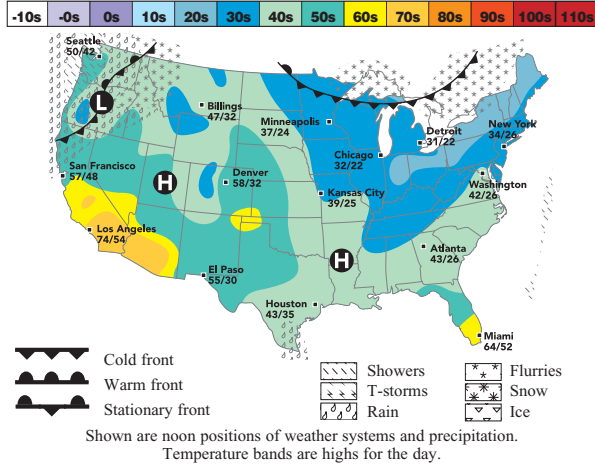 -10s -0s 0s 10s 20s 30s 40s 50s 60s 70s 80s 90s 100s 110s
Seattle
50/42
L
Billings
47/32
Minneapolis
37/24
Detroit
31/22
New York
34/26
Chicago
32/22
San Francisco
57/48
H
Denver
58/32
Kansas City
39/25
Washington
42/26
Los Angeles
74/54
H
Atlanta
43/26
El Paso
55/30
Houston
43/35
Miami
64/52
Cold front
Warm front
Stationary front
Showers
T-storms
Rain
Flurries
Snow
Ice
Shown are noon positions of weather systems and precipitation.
Temperature bands are highs for the day.